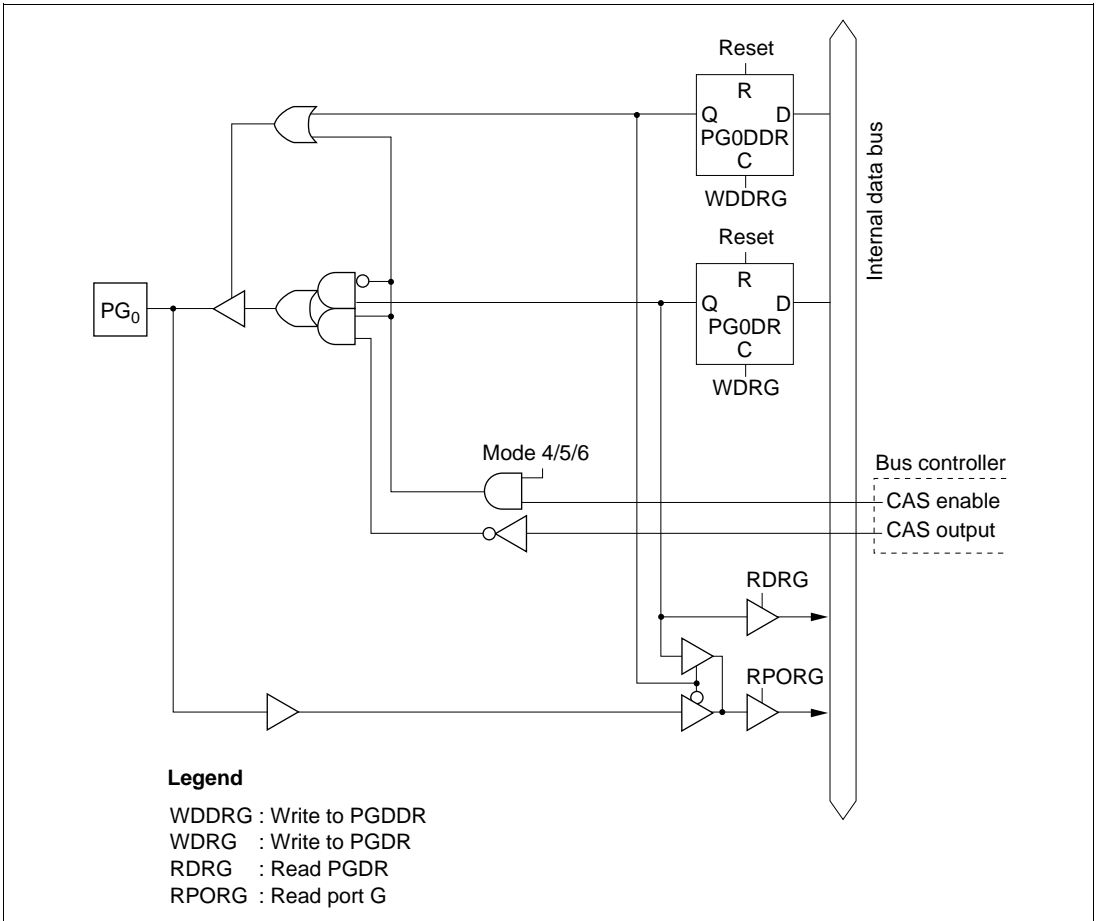 Reset
R
Q D
PG0DDR
C
WDDRG
Internal data bus
Reset
R
Q D
PG0DR
C
WDRG
PG0
Mode 4/5/6
Bus controller
CAS enable
CAS output
RDRG
RPORG
Legend
WDDRG : Write to PGDDR
WDRG : Write to PGDR
RDRG : Read PGDR
RPORG : Read port G